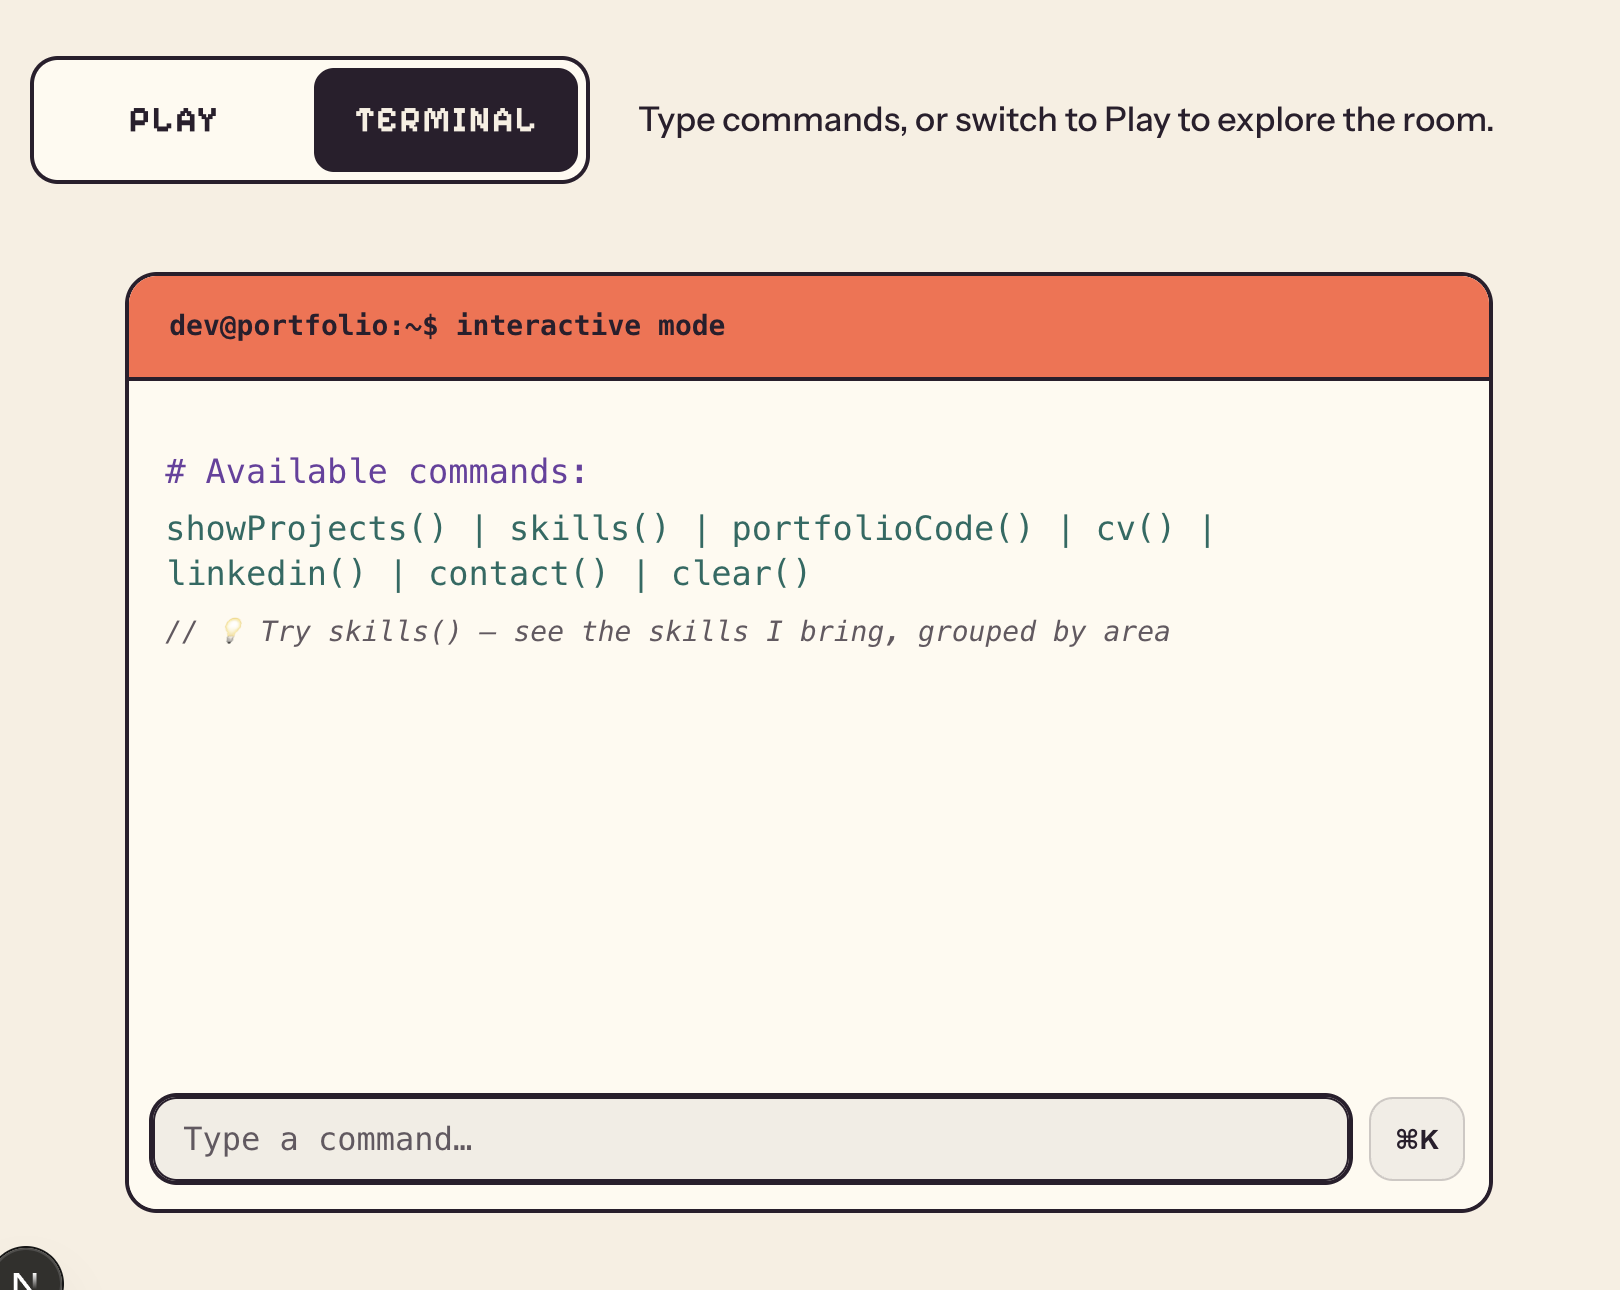 PLAY
TERMINAL
Type commands, or switch to Play to explore the room.
dev@portfolio:~$ interactive mode
# Available commands:
showProjects() | skills() | portfolioCode() | cv() |
linkedin() | contact() | clear()
// 💡 Try skills() — see the skills I bring, grouped by area
Type a command…
⌘K
N